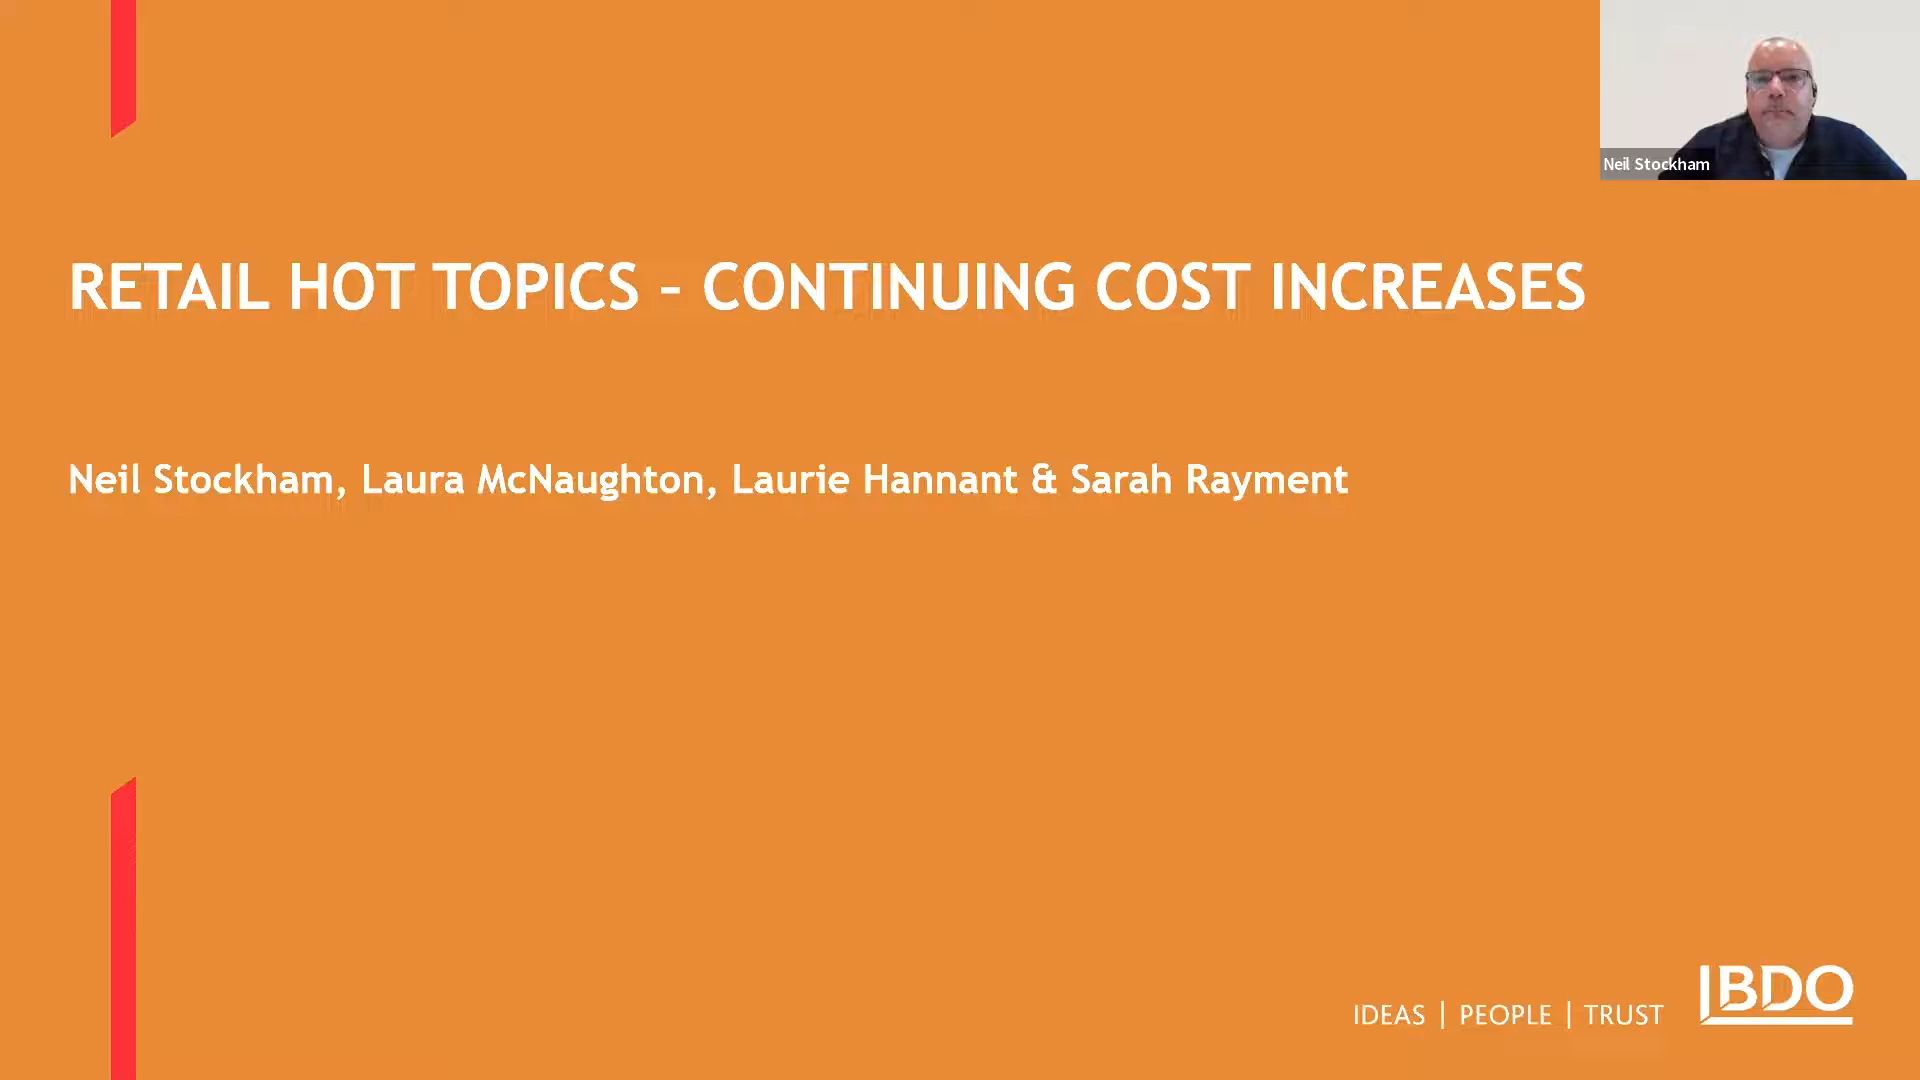 Neil Stockham
RETAIL HOT TOPICS – CONTINUING COST INCREASES
Neil Stockham, Laura McNaughton, Laurie Hannant & Sarah Rayment
IDEAS | PEOPLE | TRUST
BDO